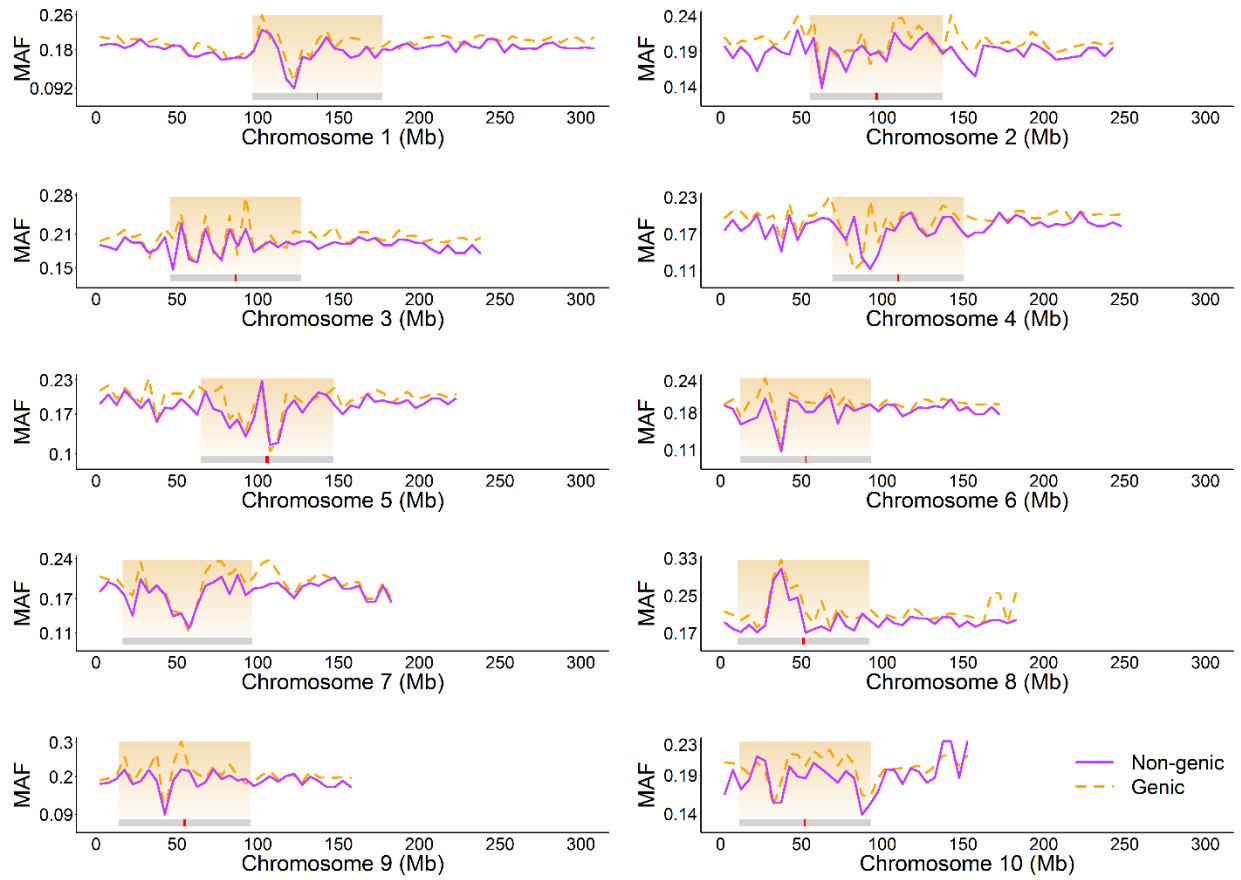 0.26
0.18
0.092
MAF
0 50 100 150 200 250 300
Chromosome 1 (Mb)
0.24
0.19
0.14
MAF
0 50 100 150 200 250 300
Chromosome 2 (Mb)
0.28
0.21
0.15
MAF
0 50 100 150 200 250 300
Chromosome 3 (Mb)
0.23
0.17
0.11
MAF
0 50 100 150 200 250 300
Chromosome 4 (Mb)
0.23
0.17
0.1
MAF
0 50 100 150 200 250 300
Chromosome 5 (Mb)
0.24
0.18
0.11
MAF
0 50 100 150 200 250 300
Chromosome 6 (Mb)
0.24
0.17
0.11
MAF
0 50 100 150 200 250 300
Chromosome 7 (Mb)
0.33
0.25
0.17
MAF
0 50 100 150 200 250 300
Chromosome 8 (Mb)
0.3
0.2
0.09
MAF
0 50 100 150 200 250 300
Chromosome 9 (Mb)
0.23
0.19
0.14
MAF
0 50 100 150 200 250 300
Chromosome 10 (Mb)
Non-genic
Genic